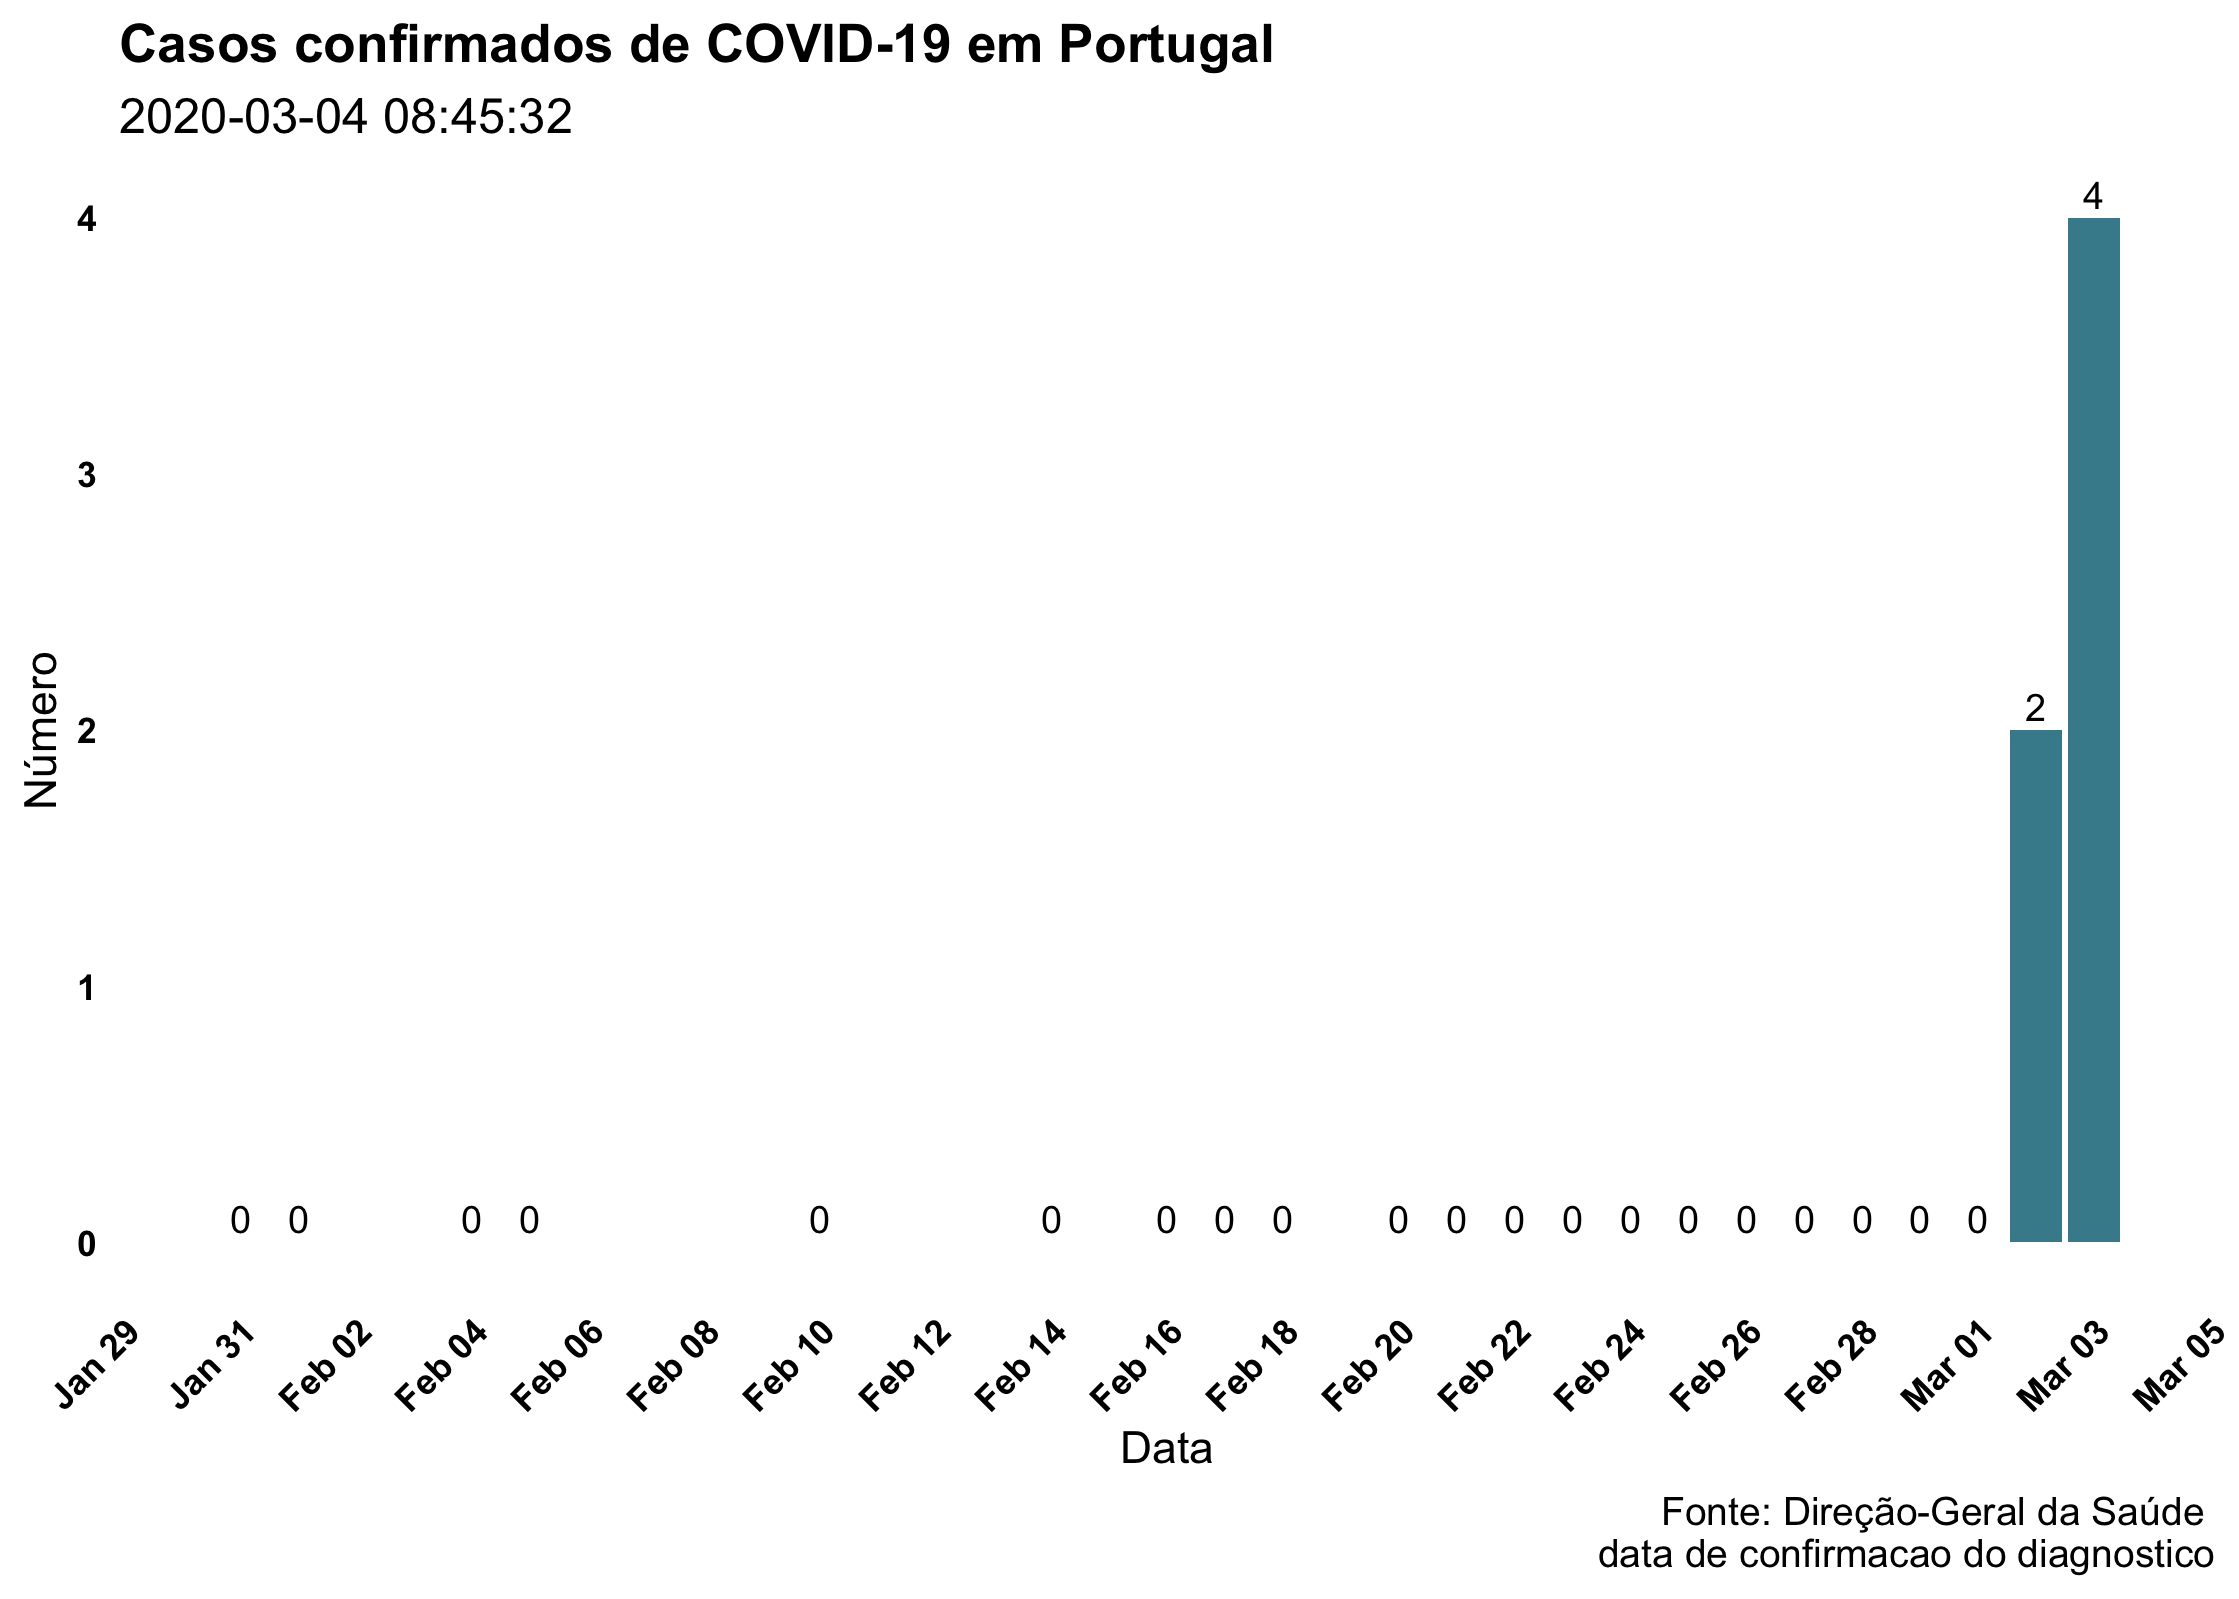 Casos confirmados de COVID-19 em Portugal
2020-03-04 08:45:32
4
4
3
Número
2
2
1
0 0 0 0 0 0 0 0 0 0 0 0 0 0 0 0 0 0 0 0
0
Jan 29 Jan 31 Feb 02 Feb 04 Feb 06 Feb 08 Feb 10 Feb 12 Feb 14 Feb 16 Feb 18 Feb 20 Feb 22 Feb 24 Feb 26 Feb 28 Mar 01 Mar 03 Mar 05
Data
Fonte: Direção-Geral da Saúde
data de confirmacao do diagnostico